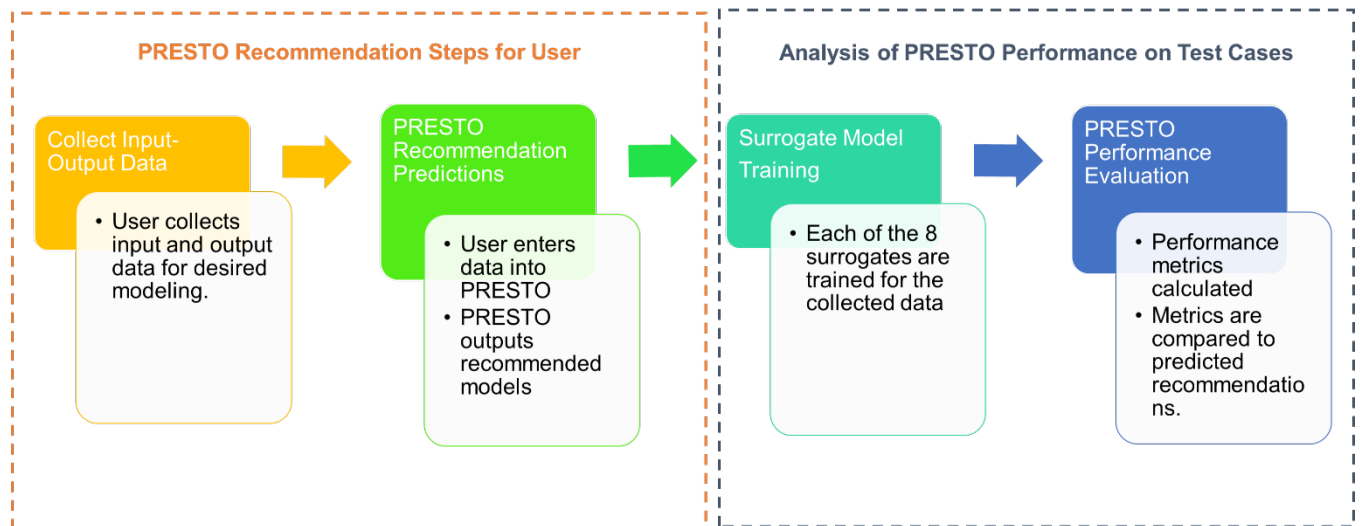 PRESTO Recommendation Steps for User
Collect Input-
Output Data
• User collects
input and output
data for desired
modeling.
PRESTO
Recommendation
Predictions
• User enters
data into
PRESTO
• PRESTO
outputs
recommended
models
Analysis of PRESTO Performance on Test Cases
Surrogate Model
Training
• Each of the 8
surrogates are
trained for the
collected data
PRESTO
Performance
Evaluation
• Performance
metrics
calculated
• Metrics are
compared to
predicted
recommendatio
ns.